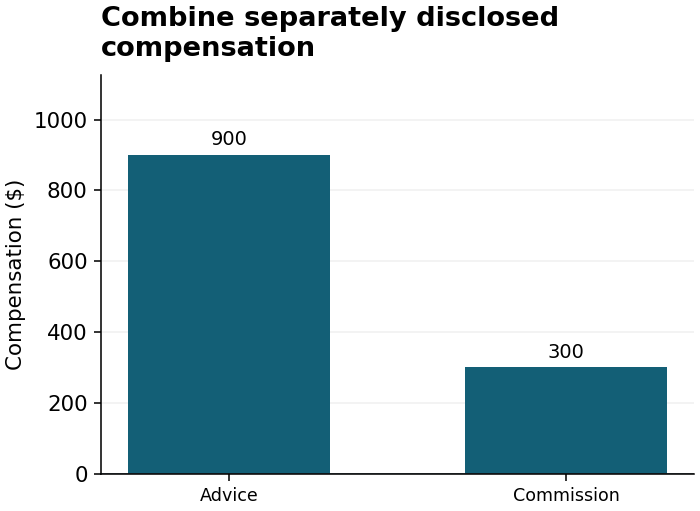 Combine separately disclosed
compensation
Compensation ($)
1000
800
600
400
200
0
900
300
Advice
Commission